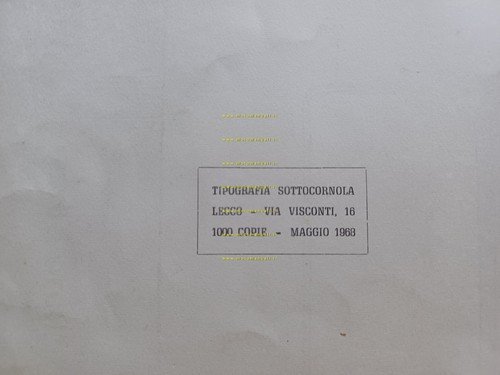 TIPOGRAFIA SOTTOCORNOLA
LECCO - VIA VISCONTI, 16
1000 COPIE - MAGGIO 1968